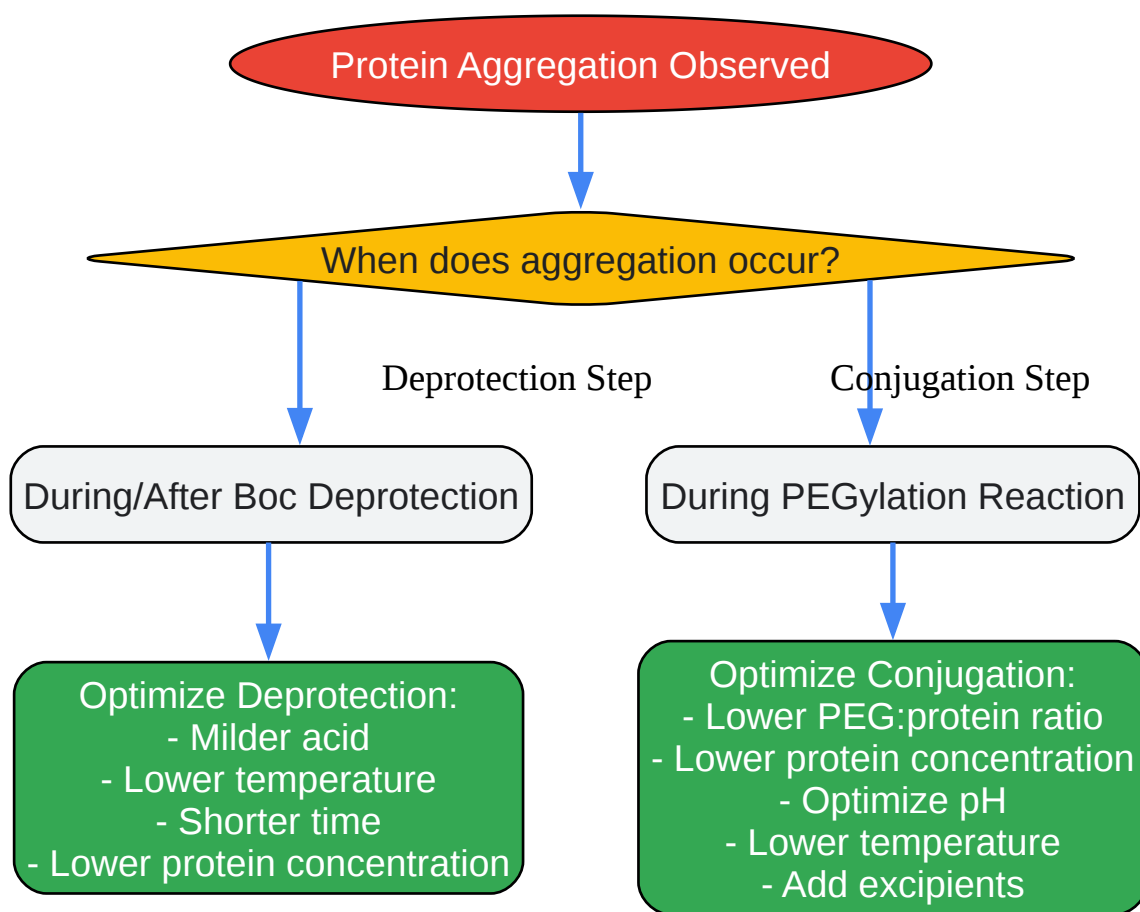 Protein Aggregation Observed
When does aggregation occur?
Deprotection Step
Conjugation Step
During/After Boc Deprotection
During PEGylation Reaction
Optimize Deprotection:
- Milder acid
- Lower temperature
- Shorter time
- Lower protein concentration
Optimize Conjugation:
- Lower PEG:protein ratio
- Lower protein concentration
- Optimize pH
- Lower temperature
- Add excipients